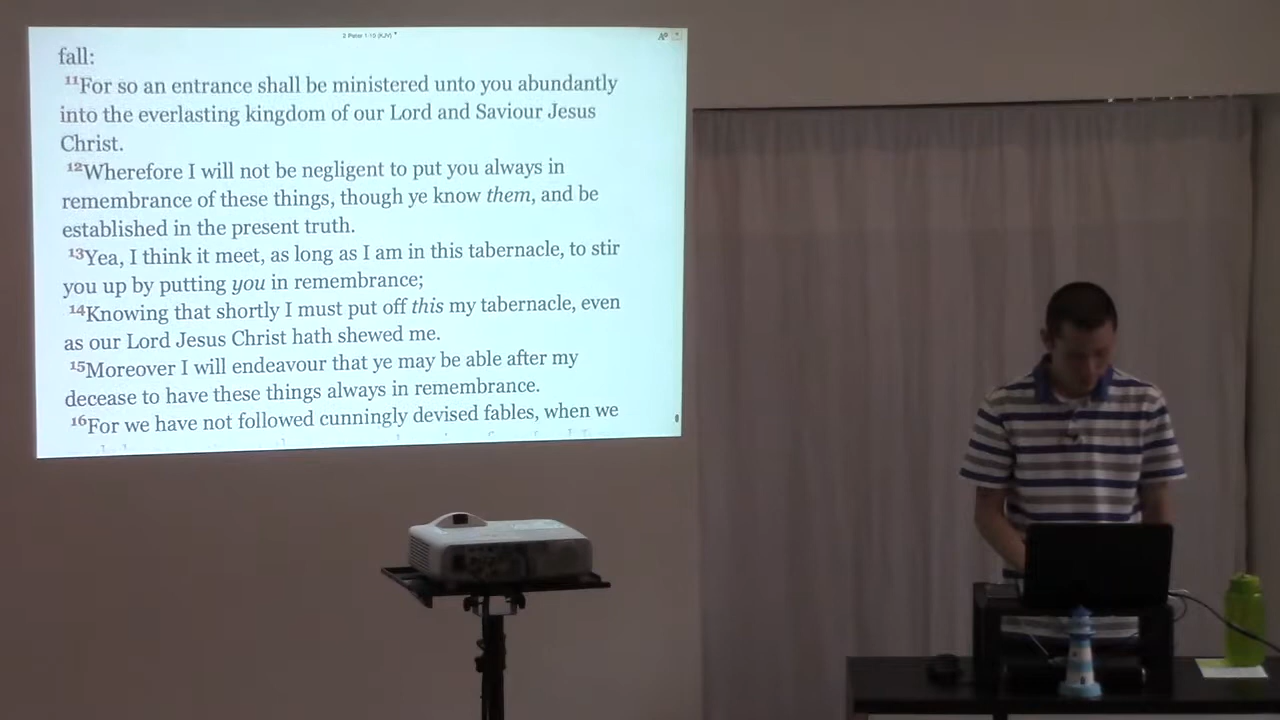 2 Peter 1:10 (KJV)
fall:
¹¹For so an entrance shall be ministered unto you abundantly
into the everlasting kingdom of our Lord and Saviour Jesus
Christ.
¹²Wherefore I will not be negligent to put you always in
remembrance of these things, though ye know them, and be
established in the present truth.
¹³Yea, I think it meet, as long as I am in this tabernacle, to stir
you up by putting you in remembrance;
¹⁴Knowing that shortly I must put off this my tabernacle, even
as our Lord Jesus Christ hath shewed me.
¹⁵Moreover I will endeavour that ye may be able after my
decease to have these things always in remembrance.
¹⁶For we have not followed cunningly devised fables, when we